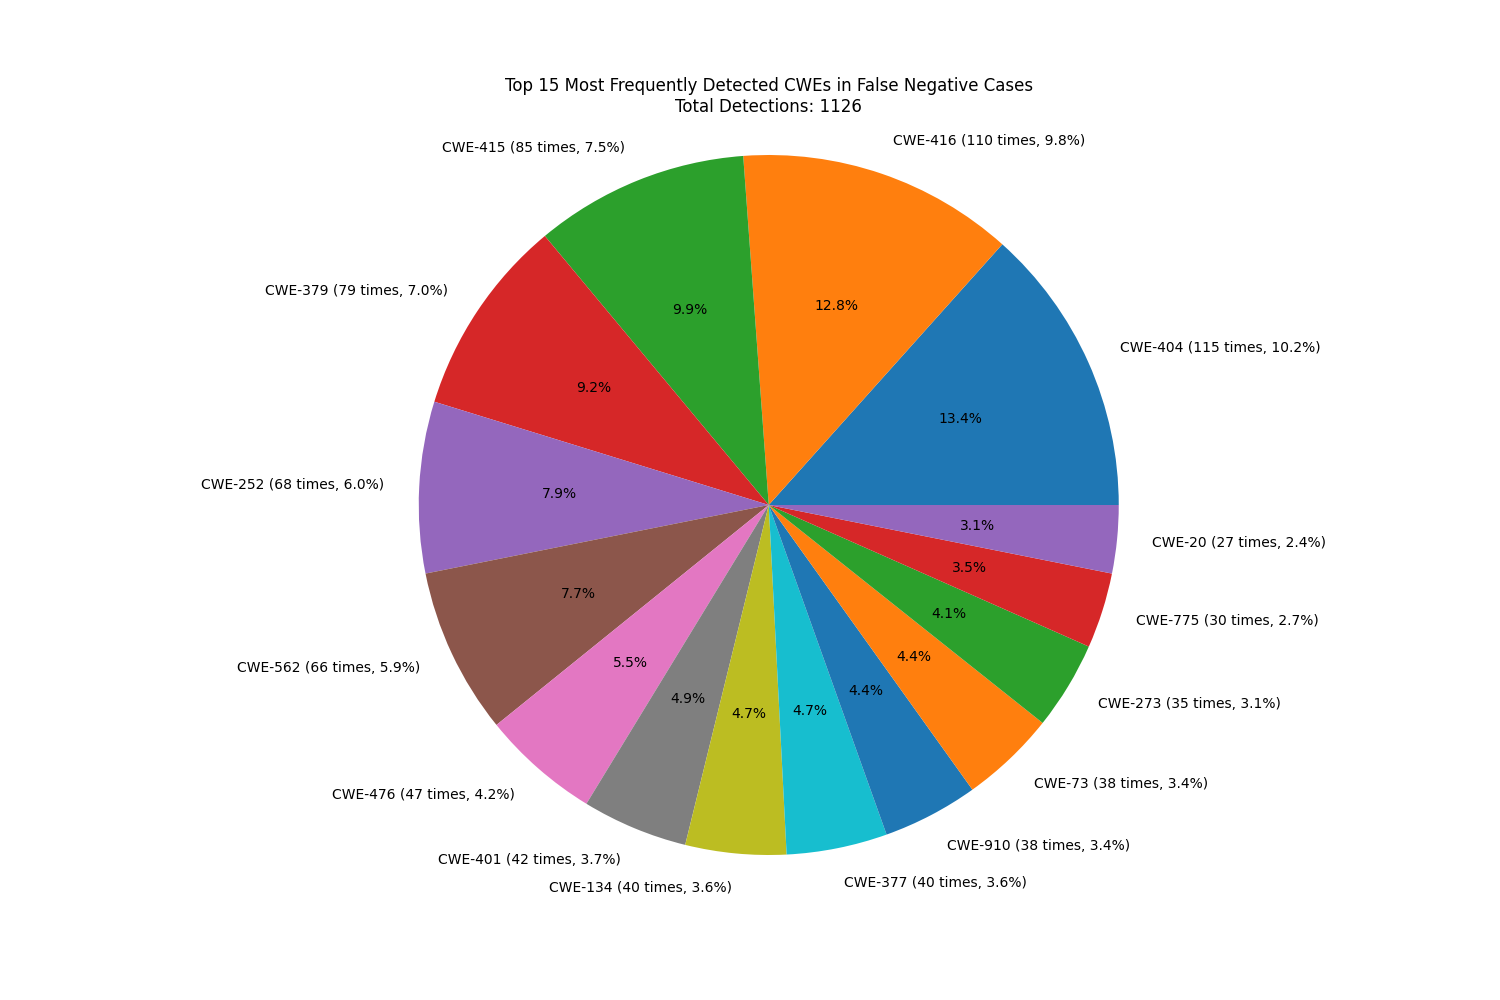 Top 15 Most Frequently Detected CWEs in False Negative Cases
Total Detections: 1126
CWE-416 (110 times, 9.8%)
CWE-415 (85 times, 7.5%)
CWE-379 (79 times, 7.0%)
12.8%
9.9%
CWE-404 (115 times, 10.2%)
9.2%
13.4%
CWE-252 (68 times, 6.0%)
7.9%
3.1%
CWE-20 (27 times, 2.4%)
3.5%
7.7%
4.1%
CWE-775 (30 times, 2.7%)
4.4%
5.5%
CWE-562 (66 times, 5.9%)
4.4%
4.9%
CWE-273 (35 times, 3.1%)
4.7%
4.7%
CWE-73 (38 times, 3.4%)
CWE-476 (47 times, 4.2%)
CWE-910 (38 times, 3.4%)
CWE-401 (42 times, 3.7%)
CWE-377 (40 times, 3.6%)
CWE-134 (40 times, 3.6%)